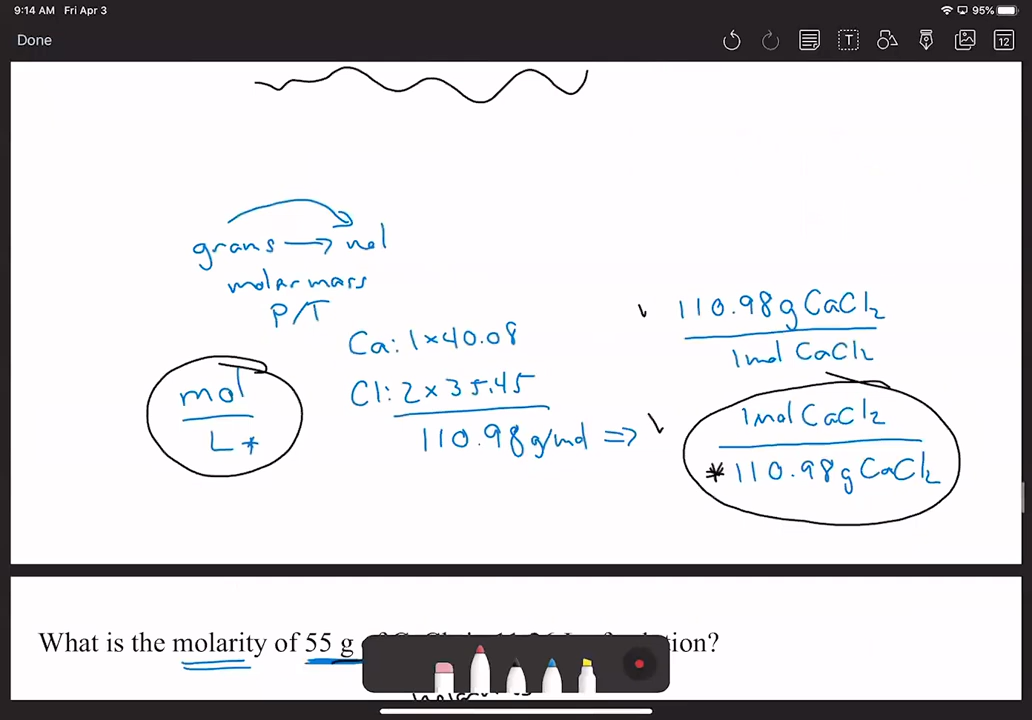 9:14 AM Fri Apr 3
95%
Done
T
12
grams → mol
molar mass
P/T
Ca: 1×40.08
Cl: 2×35.45
110.98 g/mol ⇒
mol
L *
110.98 g CaCl₂
1 mol CaCl₂
1 mol CaCl₂
* 110.98 g CaCl₂
What is the molarity of 55 g
ion?